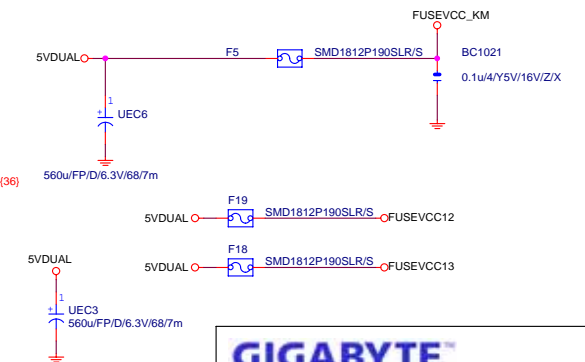 FUSEVCC_KM
5VDUAL
F5
SMD1812P190SLR/S
BC1021
0.1u/4/Y5V/16V/Z/X
1
+
UEC6
560u/FP/D/6.3V/68/7m
{36}
F19
5VDUAL
SMD1812P190SLR/S
FUSEVCC12
F18
5VDUAL
SMD1812P190SLR/S
FUSEVCC13
5VDUAL
1
+
UEC3
560u/FP/D/6.3V/68/7m
GIGABYTE™